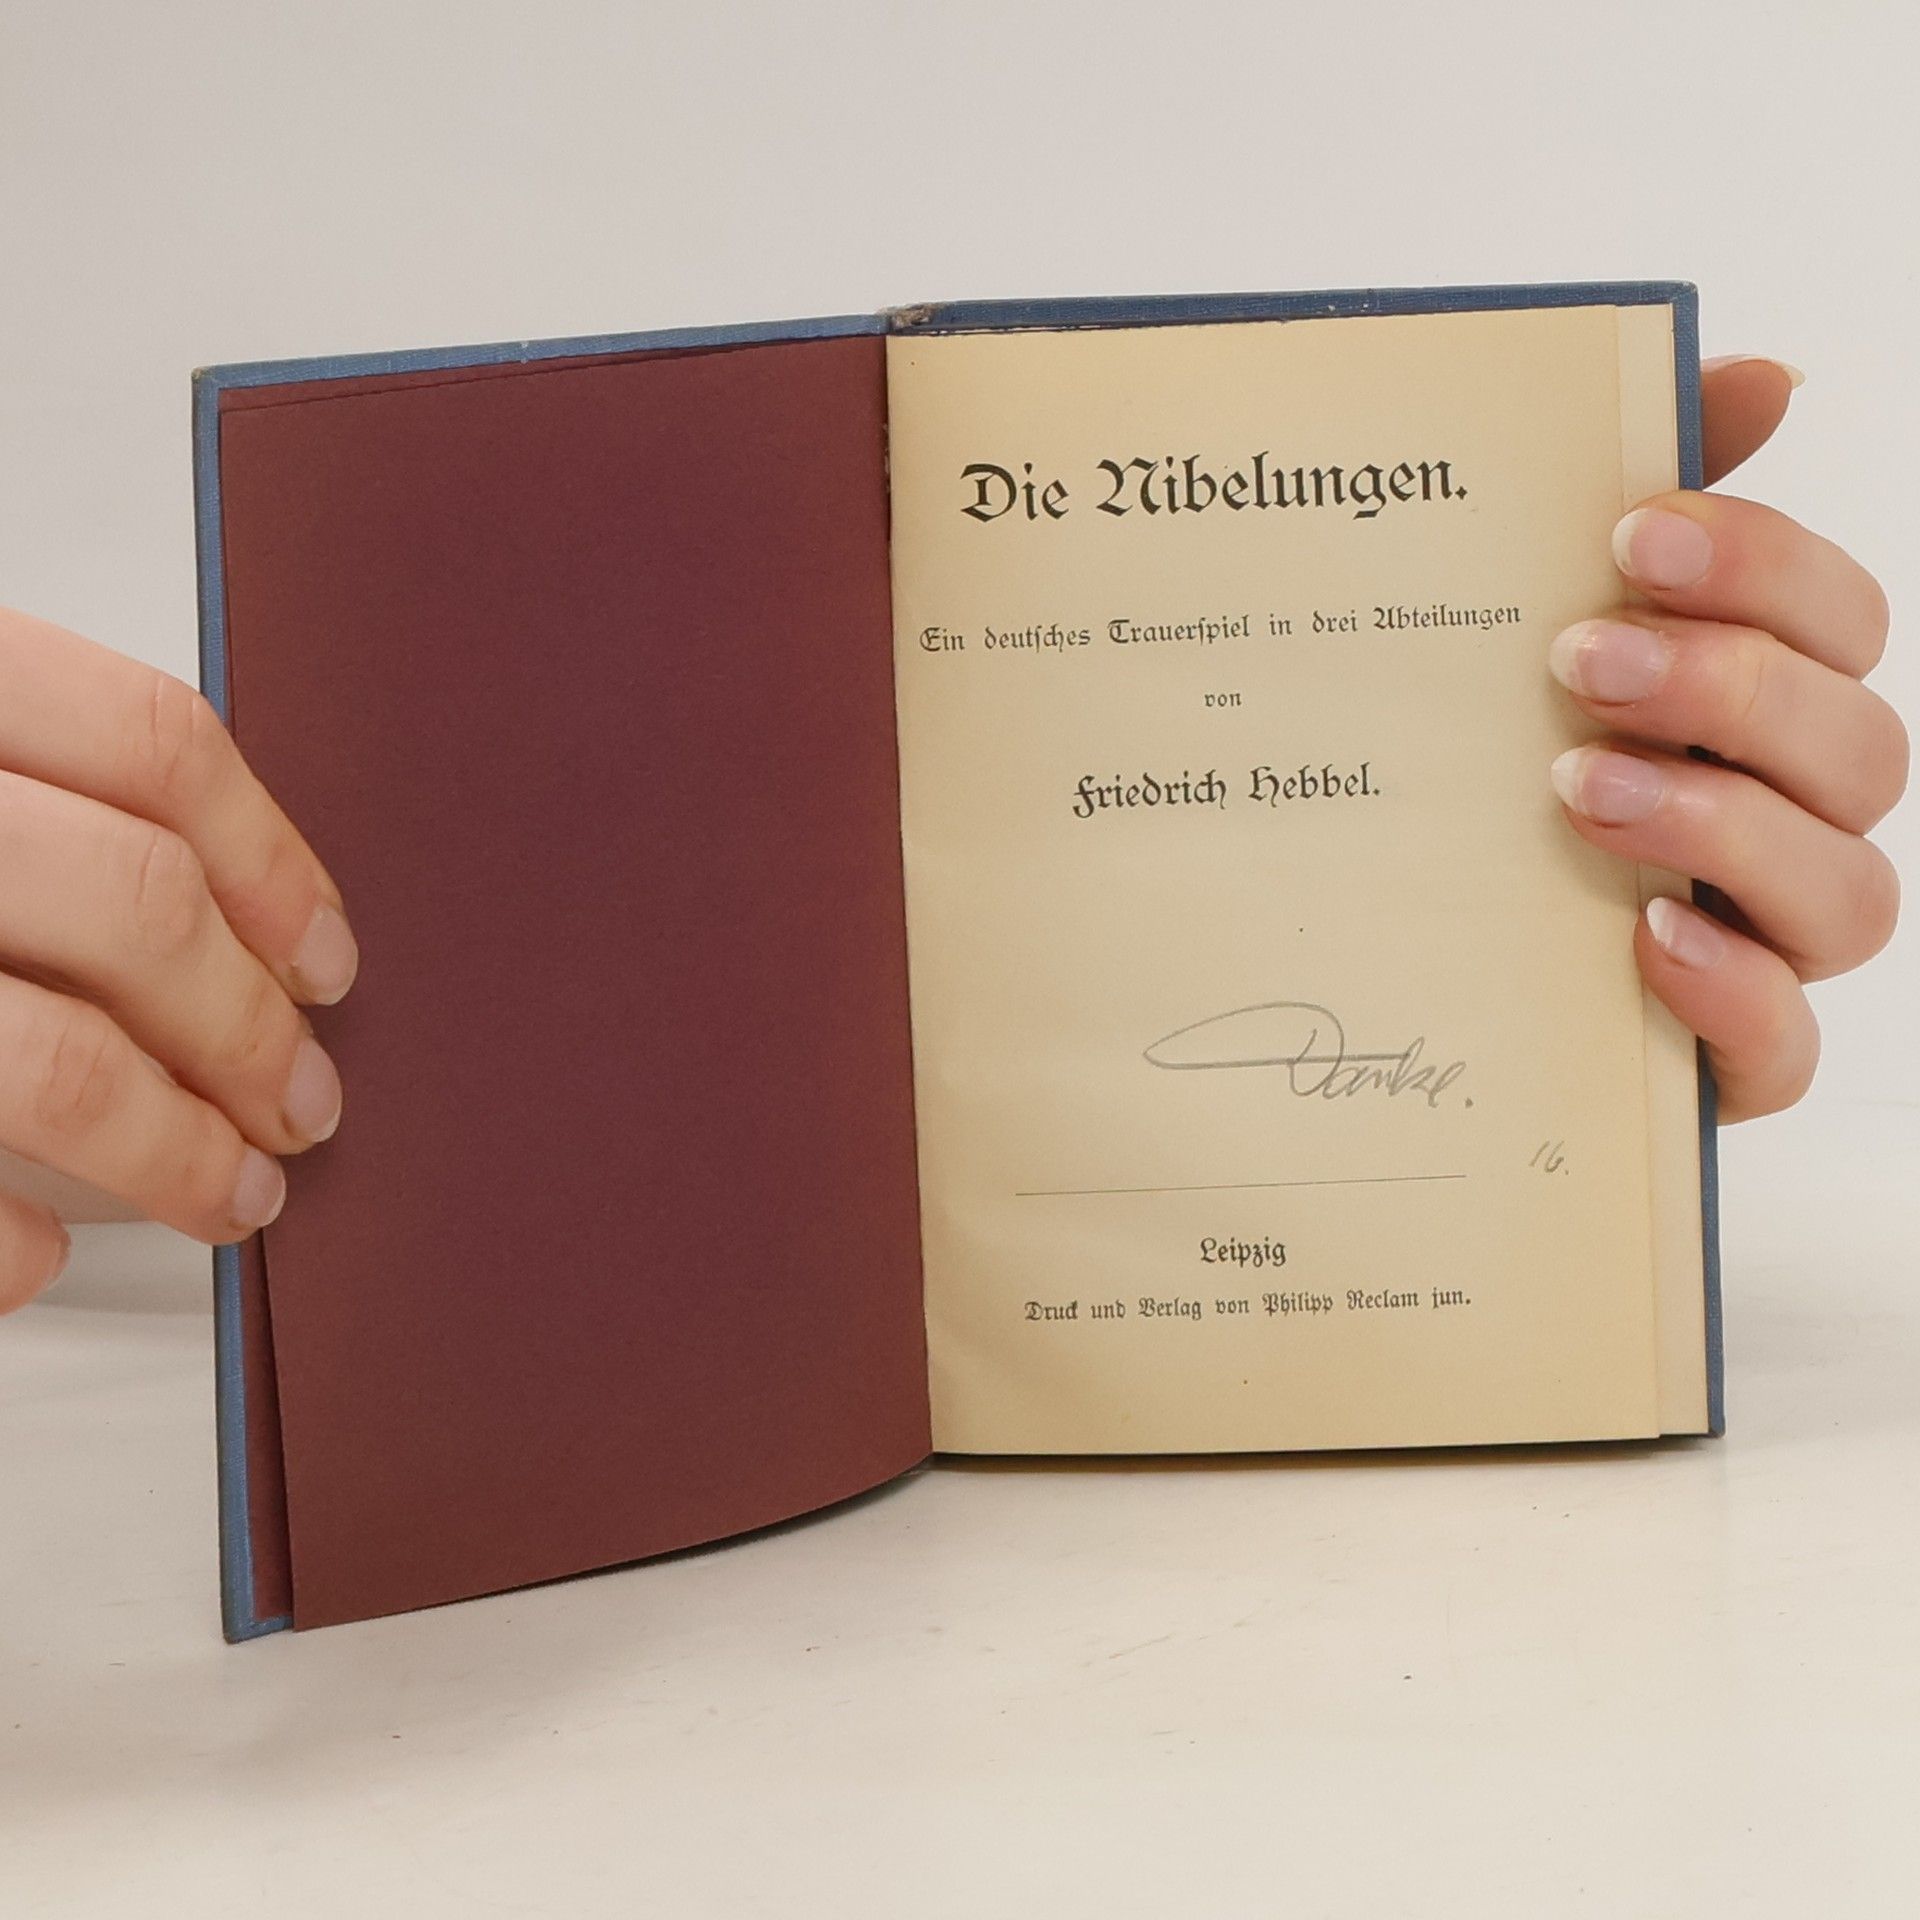 Die Nibelungen.
Ein deutſches Trauerſpiel in drei Abteilungen
von
Friedrich Hebbel.
Danke.
16.
Leipzig
Druck und Verlag von Philipp Reclam jun.